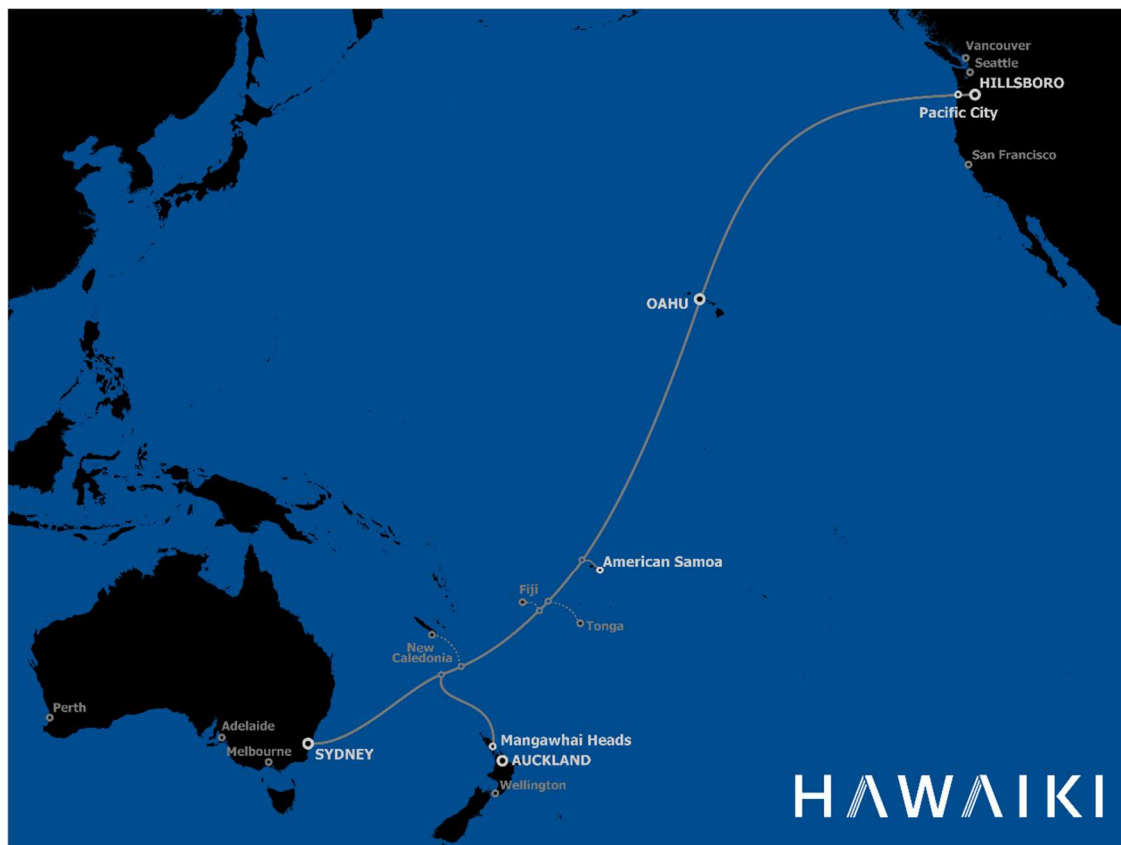 Vancouver
Seattle
HILLSBORO
Pacific City
San Francisco
OAHU
American Samoa
Fiji
Tonga
New
Caledonia
Perth
Adelaide
Melbourne
SYDNEY
Mangawhai Heads
AUCKLAND
Wellington
HAWAIKI